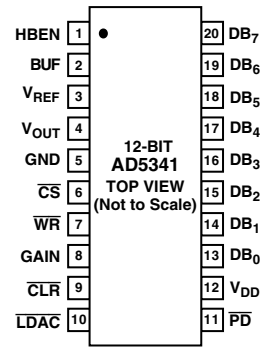 HBEN 1 20 DB7
BUF 2 19 DB6
VREF 3 18 DB5
VOUT 4 17 DB4
12-BIT
GND 5 AD5341 16 DB3
CS 6 TOP VIEW 15 DB2
(Not to Scale)
WR 7 14 DB1
GAIN 8 13 DB0
CLR 9 12 VDD
LDAC 10 11 PD